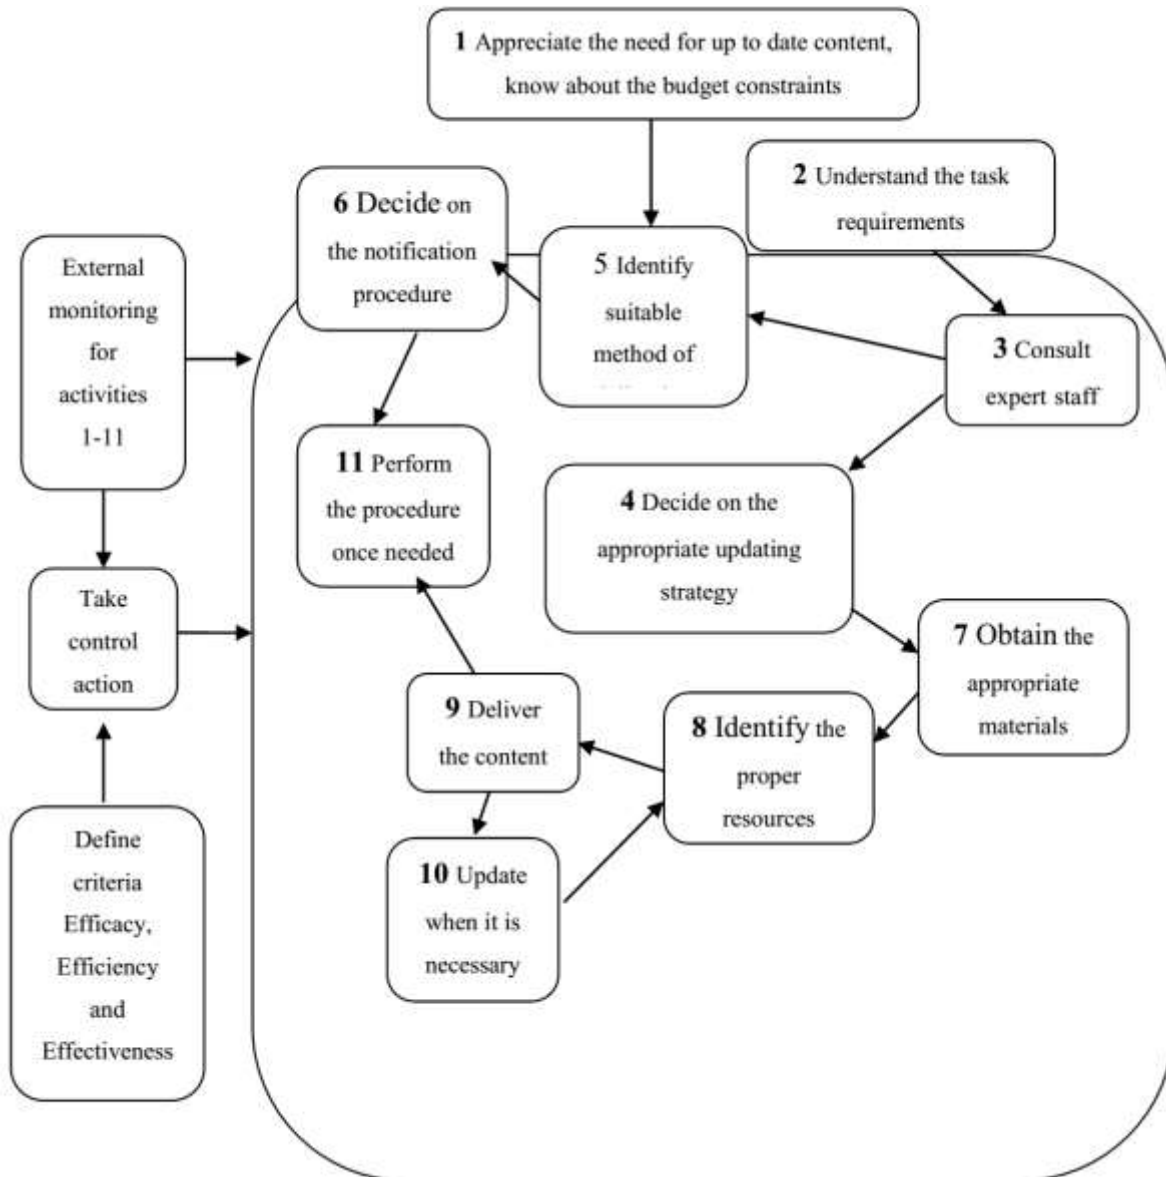 1 Appreciate the need for up to date content,
know about the budget constraints
2 Understand the task
requirements
6 Decide on
the notification
procedure
5 Identify
suitable
method of
External
monitoring
for
activities
1-11
3 Consult
expert staff
11 Perform
the procedure
once needed
4 Decide on the
appropriate updating
strategy
Take
control
action
7 Obtain the
appropriate
materials
9 Deliver
the content
8 Identify the
proper
resources
10 Update
when it is
necessary
Define
criteria
Efficacy,
Efficiency
and
Effectiveness